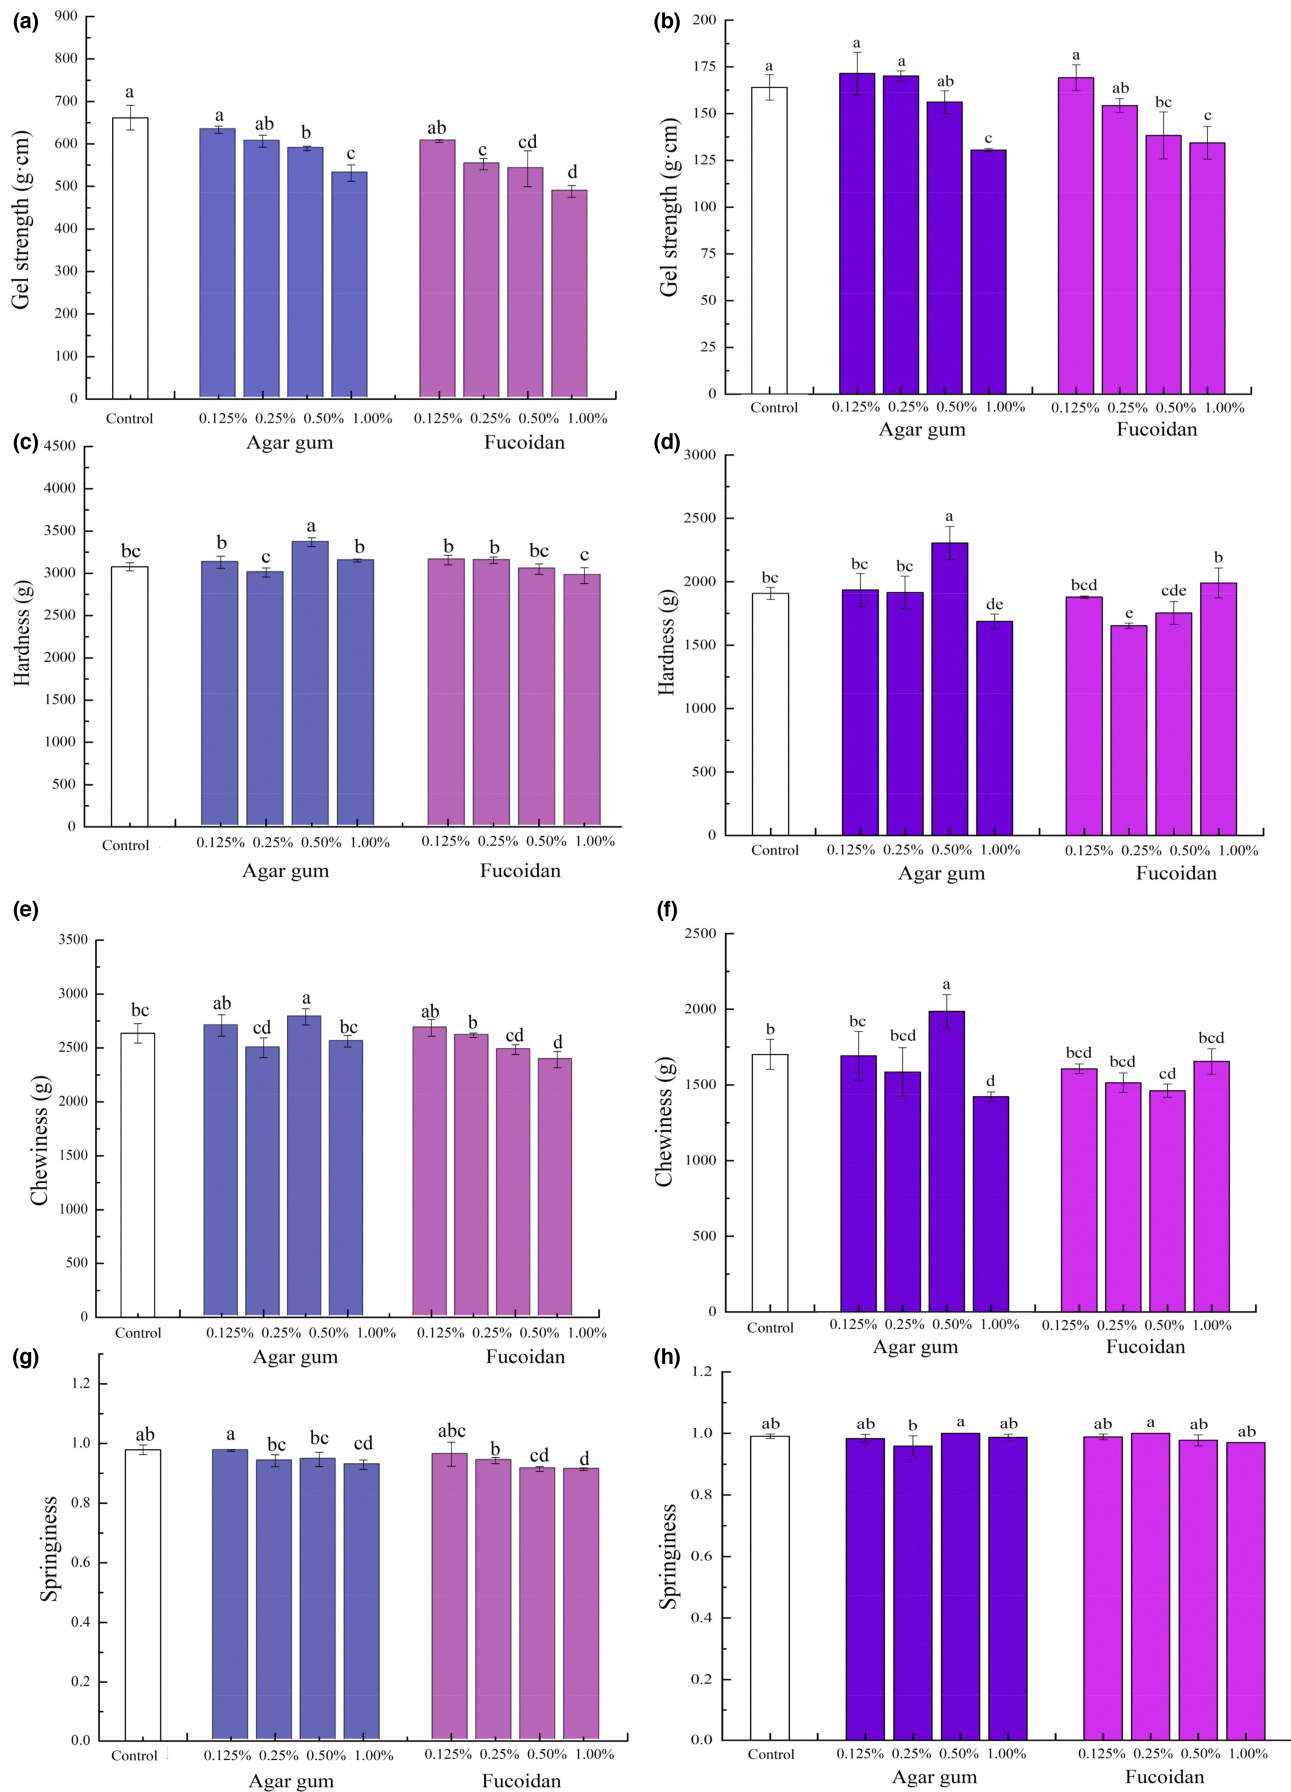 (a)
900
800
700
600
500
400
300
200
100
0
Gel strength (g·cm)
a
a
ab
b
c
ab
c
cd
d
Control
0.125% 0.25% 0.50% 1.00%
0.125% 0.25% 0.50% 1.00%
Agar gum
Fucoidan
(b)
200
175
150
125
100
75
50
25
0
Gel strength (g·cm)
a
a
a
ab
c
a
ab
bc
c
Control
0.125% 0.25% 0.50% 1.00%
0.125% 0.25% 0.50% 1.00%
Agar gum
Fucoidan
(c)
4500
4000
3500
3000
2500
2000
1500
1000
500
0
Hardness (g)
bc
b
c
a
b
b
b
bc
c
Control
0.125% 0.25% 0.50% 1.00%
0.125% 0.25% 0.50% 1.00%
Agar gum
Fucoidan
(d)
3000
2500
2000
1500
1000
500
0
Hardness (g)
bc
bc
bc
a
de
bcd
e
cde
b
Control
0.125% 0.25% 0.50% 1.00%
0.125% 0.25% 0.50% 1.00%
Agar gum
Fucoidan
(e)
3500
3000
2500
2000
1500
1000
500
0
Chewiness (g)
bc
ab
cd
a
bc
ab
b
cd
d
Control
0.125% 0.25% 0.50% 1.00%
0.125% 0.25% 0.50% 1.00%
Agar gum
Fucoidan
(f)
2500
2000
1500
1000
500
0
Chewiness (g)
b
bc
bcd
a
d
bcd
bcd
cd
bcd
Control
0.125% 0.25% 0.50% 1.00%
0.125% 0.25% 0.50% 1.00%
Agar gum
Fucoidan
(g)
1.2
1.0
0.8
0.6
0.4
0.2
0.0
Springiness
ab
a
bc
bc
cd
abc
b
cd
d
Control
0.125% 0.25% 0.50% 1.00%
0.125% 0.25% 0.50% 1.00%
Agar gum
Fucoidan
(h)
1.2
1.0
0.8
0.6
0.4
0.2
0.0
Springiness
ab
ab
b
a
ab
ab
a
ab
ab
Control
0.125% 0.25% 0.50% 1.00%
0.125% 0.25% 0.50% 1.00%
Agar gum
Fucoidan